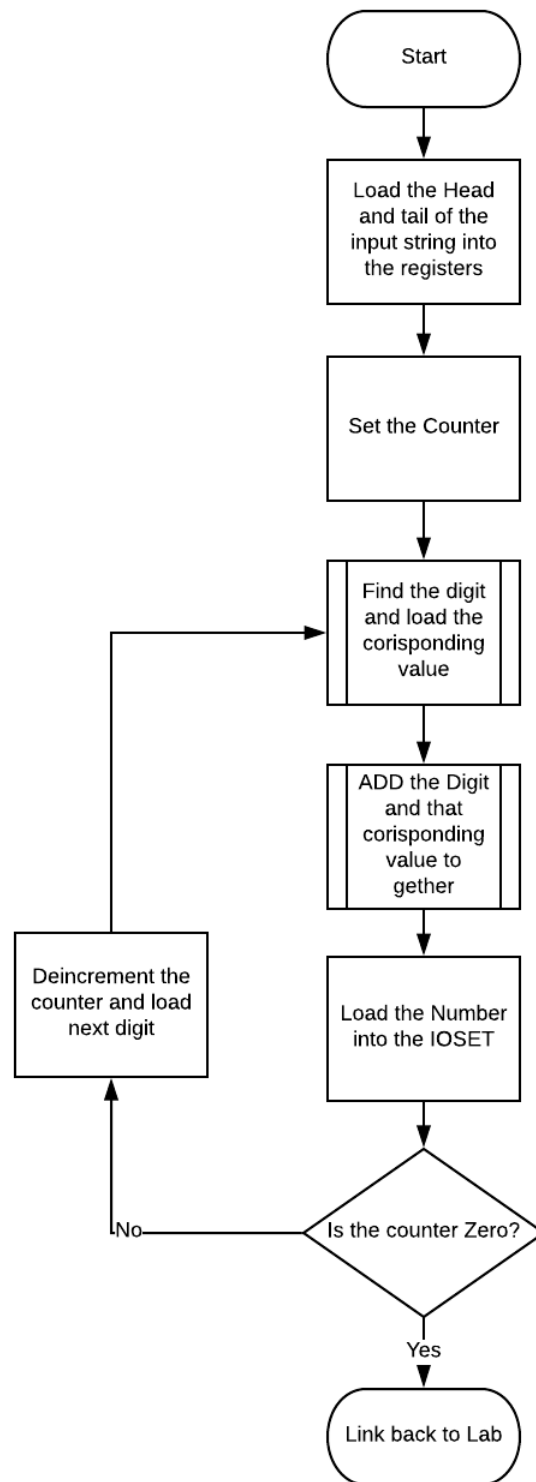 Start
Load the Head
and tail of the
input string into
the registers
Set the Counter
Find the digit
and load the
corisponding
value
ADD the Digit
and that
corisponding
value to
gether
Deincrement the
counter and load
next digit
Load the Number
into the IOSET
Is the counter Zero?
No
Yes
Link back to Lab